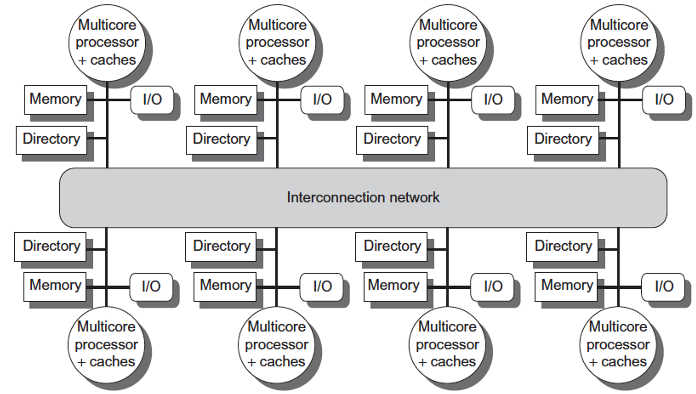 Multicore
processor
+ caches
Multicore
processor
+ caches
Multicore
processor
+ caches
Multicore
processor
+ caches
Memory
I/O
Memory
I/O
Memory
I/O
Memory
I/O
Directory
Directory
Directory
Directory
Interconnection network
Directory
Directory
Directory
Directory
Memory
I/O
Memory
I/O
Memory
I/O
Memory
I/O
Multicore
processor
+ caches
Multicore
processor
+ caches
Multicore
processor
+ caches
Multicore
processor
+ caches